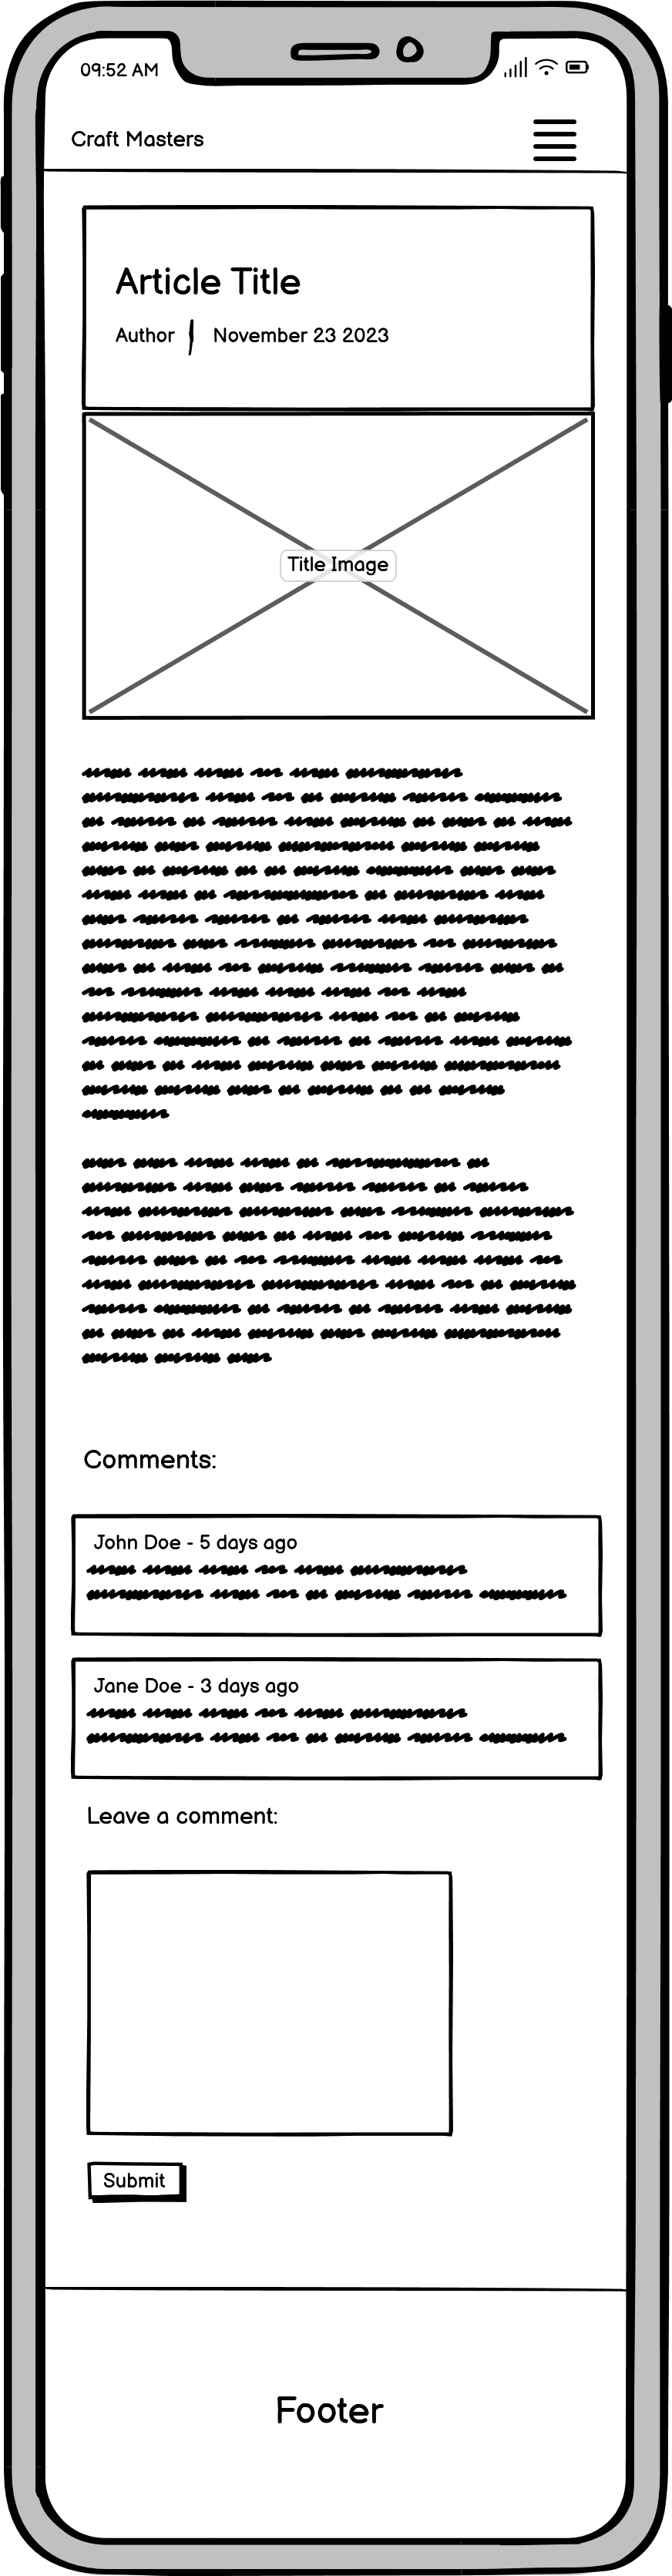 09:52 AM
Craft Masters
Article Title
Author | November 23 2023
Title Image
Comments:
John Doe - 5 days ago
Jane Doe - 3 days ago
Leave a comment:
Submit
Footer